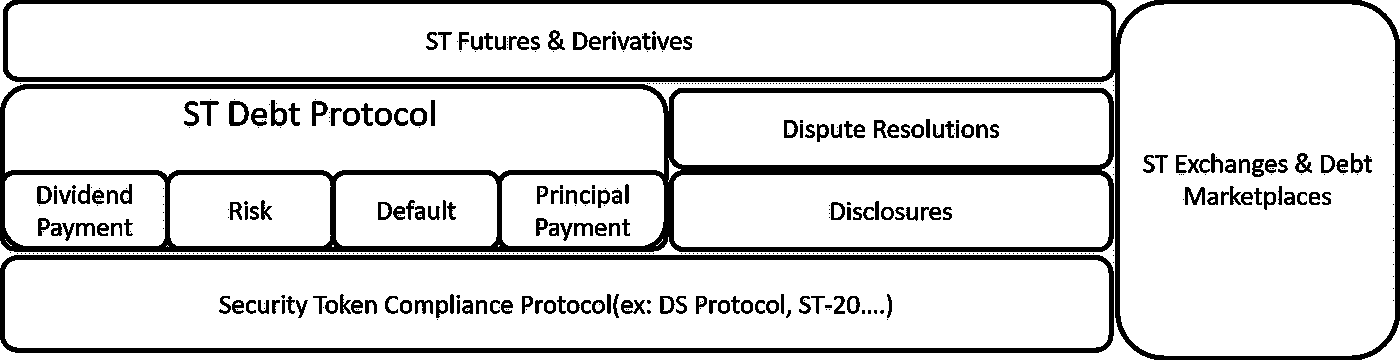 ST Futures & Derivatives
ST Debt Protocol
Dividend
Payment
Risk
Default
Principal
Payment
Dispute Resolutions
Disclosures
Security Token Compliance Protocol(ex: DS Protocol, ST-20....)
ST Exchanges & Debt
Marketplaces